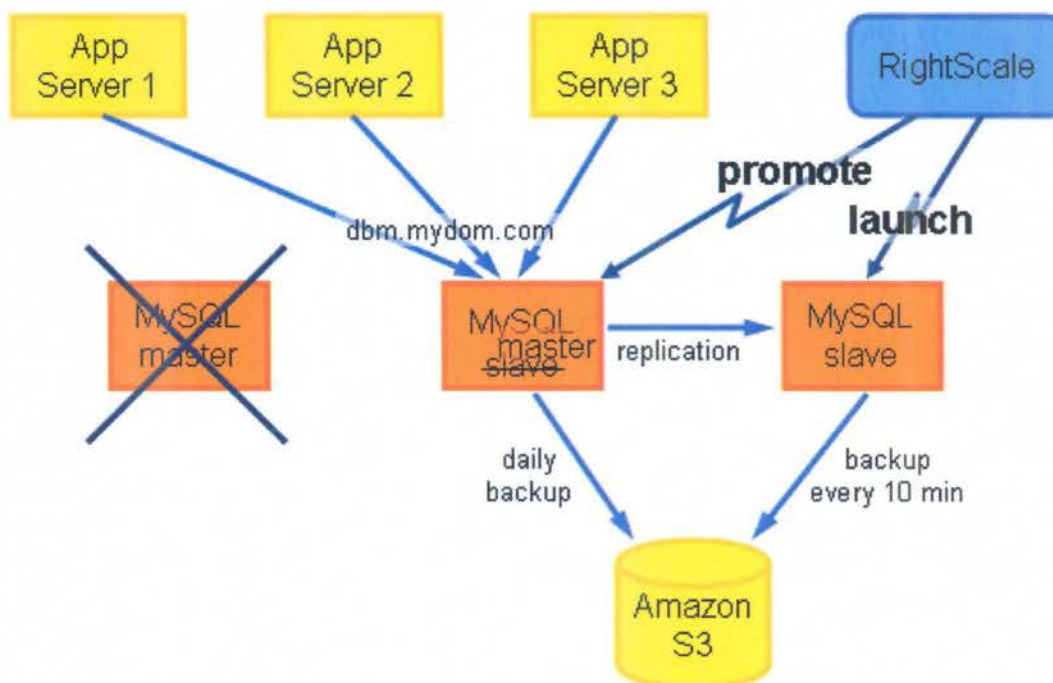 App
Server 1
App
Server 2
App
Server 3
RightScale
promote
launch
dbm.mydom.com
MySQL
master
MySQL
master
slave
replication
MySQL
slave
daily
backup
backup
every 10 min
Amazon
S3